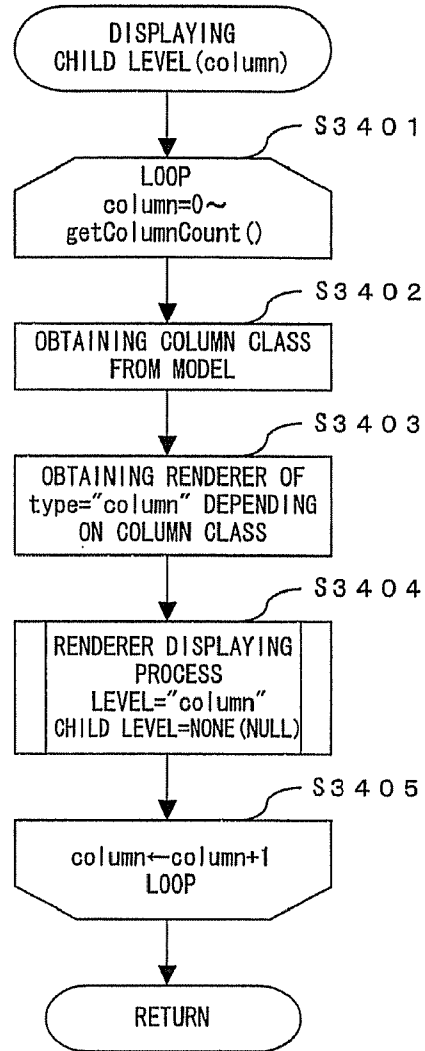 DISPLAYING
CHILD LEVEL(column)
S3401
LOOP
column=0~
getColumnCount()
S3402
OBTAINING COLUMN CLASS
FROM MODEL
S3403
OBTAINING RENDERER OF
type="column" DEPENDING
ON COLUMN CLASS
S3404
RENDERER DISPLAYING
PROCESS
LEVEL="column"
CHILD LEVEL=NONE(NULL)
S3405
column←column+1
LOOP
RETURN